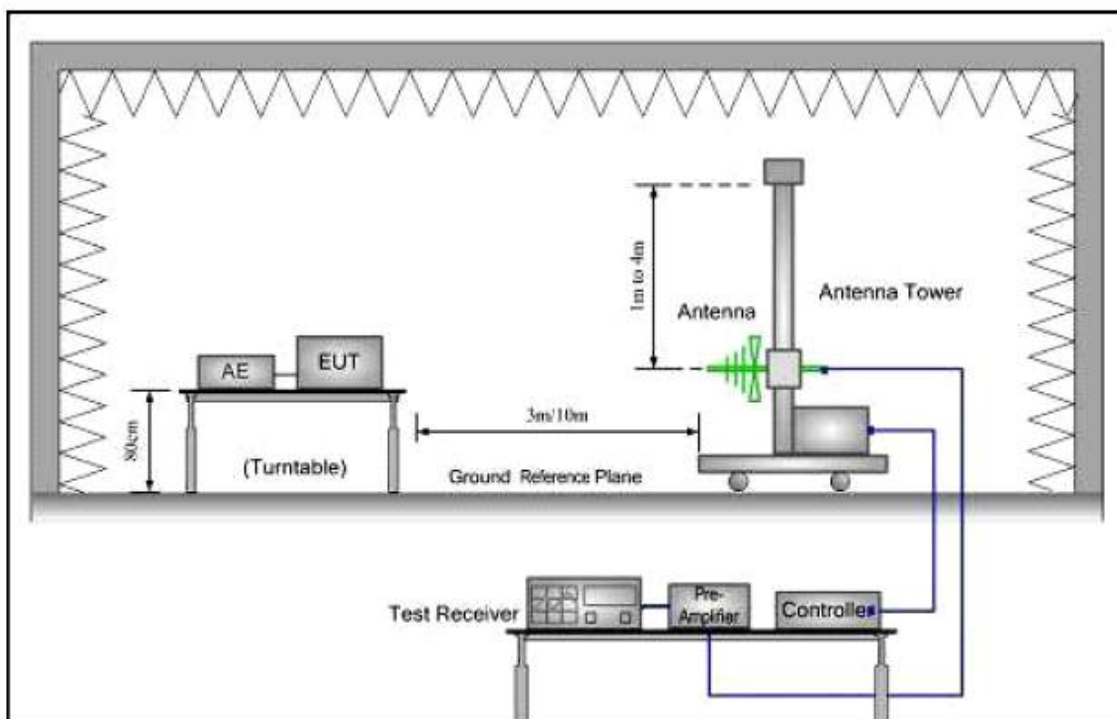 1m to 4m
Antenna
Antenna Tower
AE
EUT
80cm
(Turntable)
3m/10m
Ground Reference Plane
Test Receiver
Pre-
Amplifier
Controller